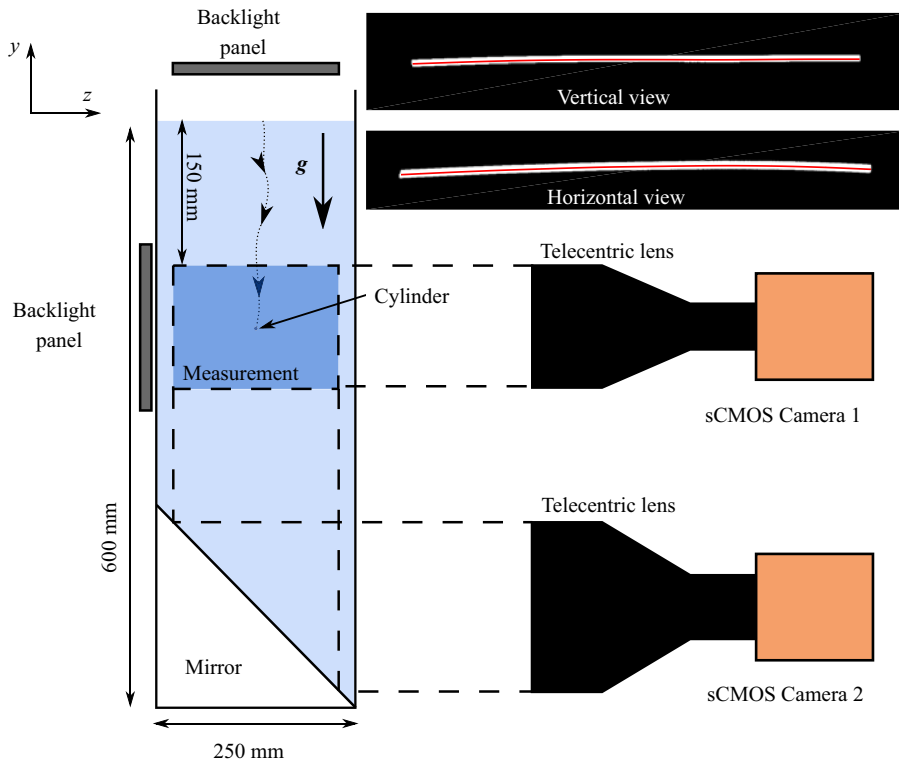 Backlight
panel
y
z
Vertical view
Horizontal view
150 mm
g
Telecentric lens
Backlight
panel
Cylinder
Measurement
sCMOS Camera 1
600 mm
Telecentric lens
Mirror
sCMOS Camera 2
250 mm